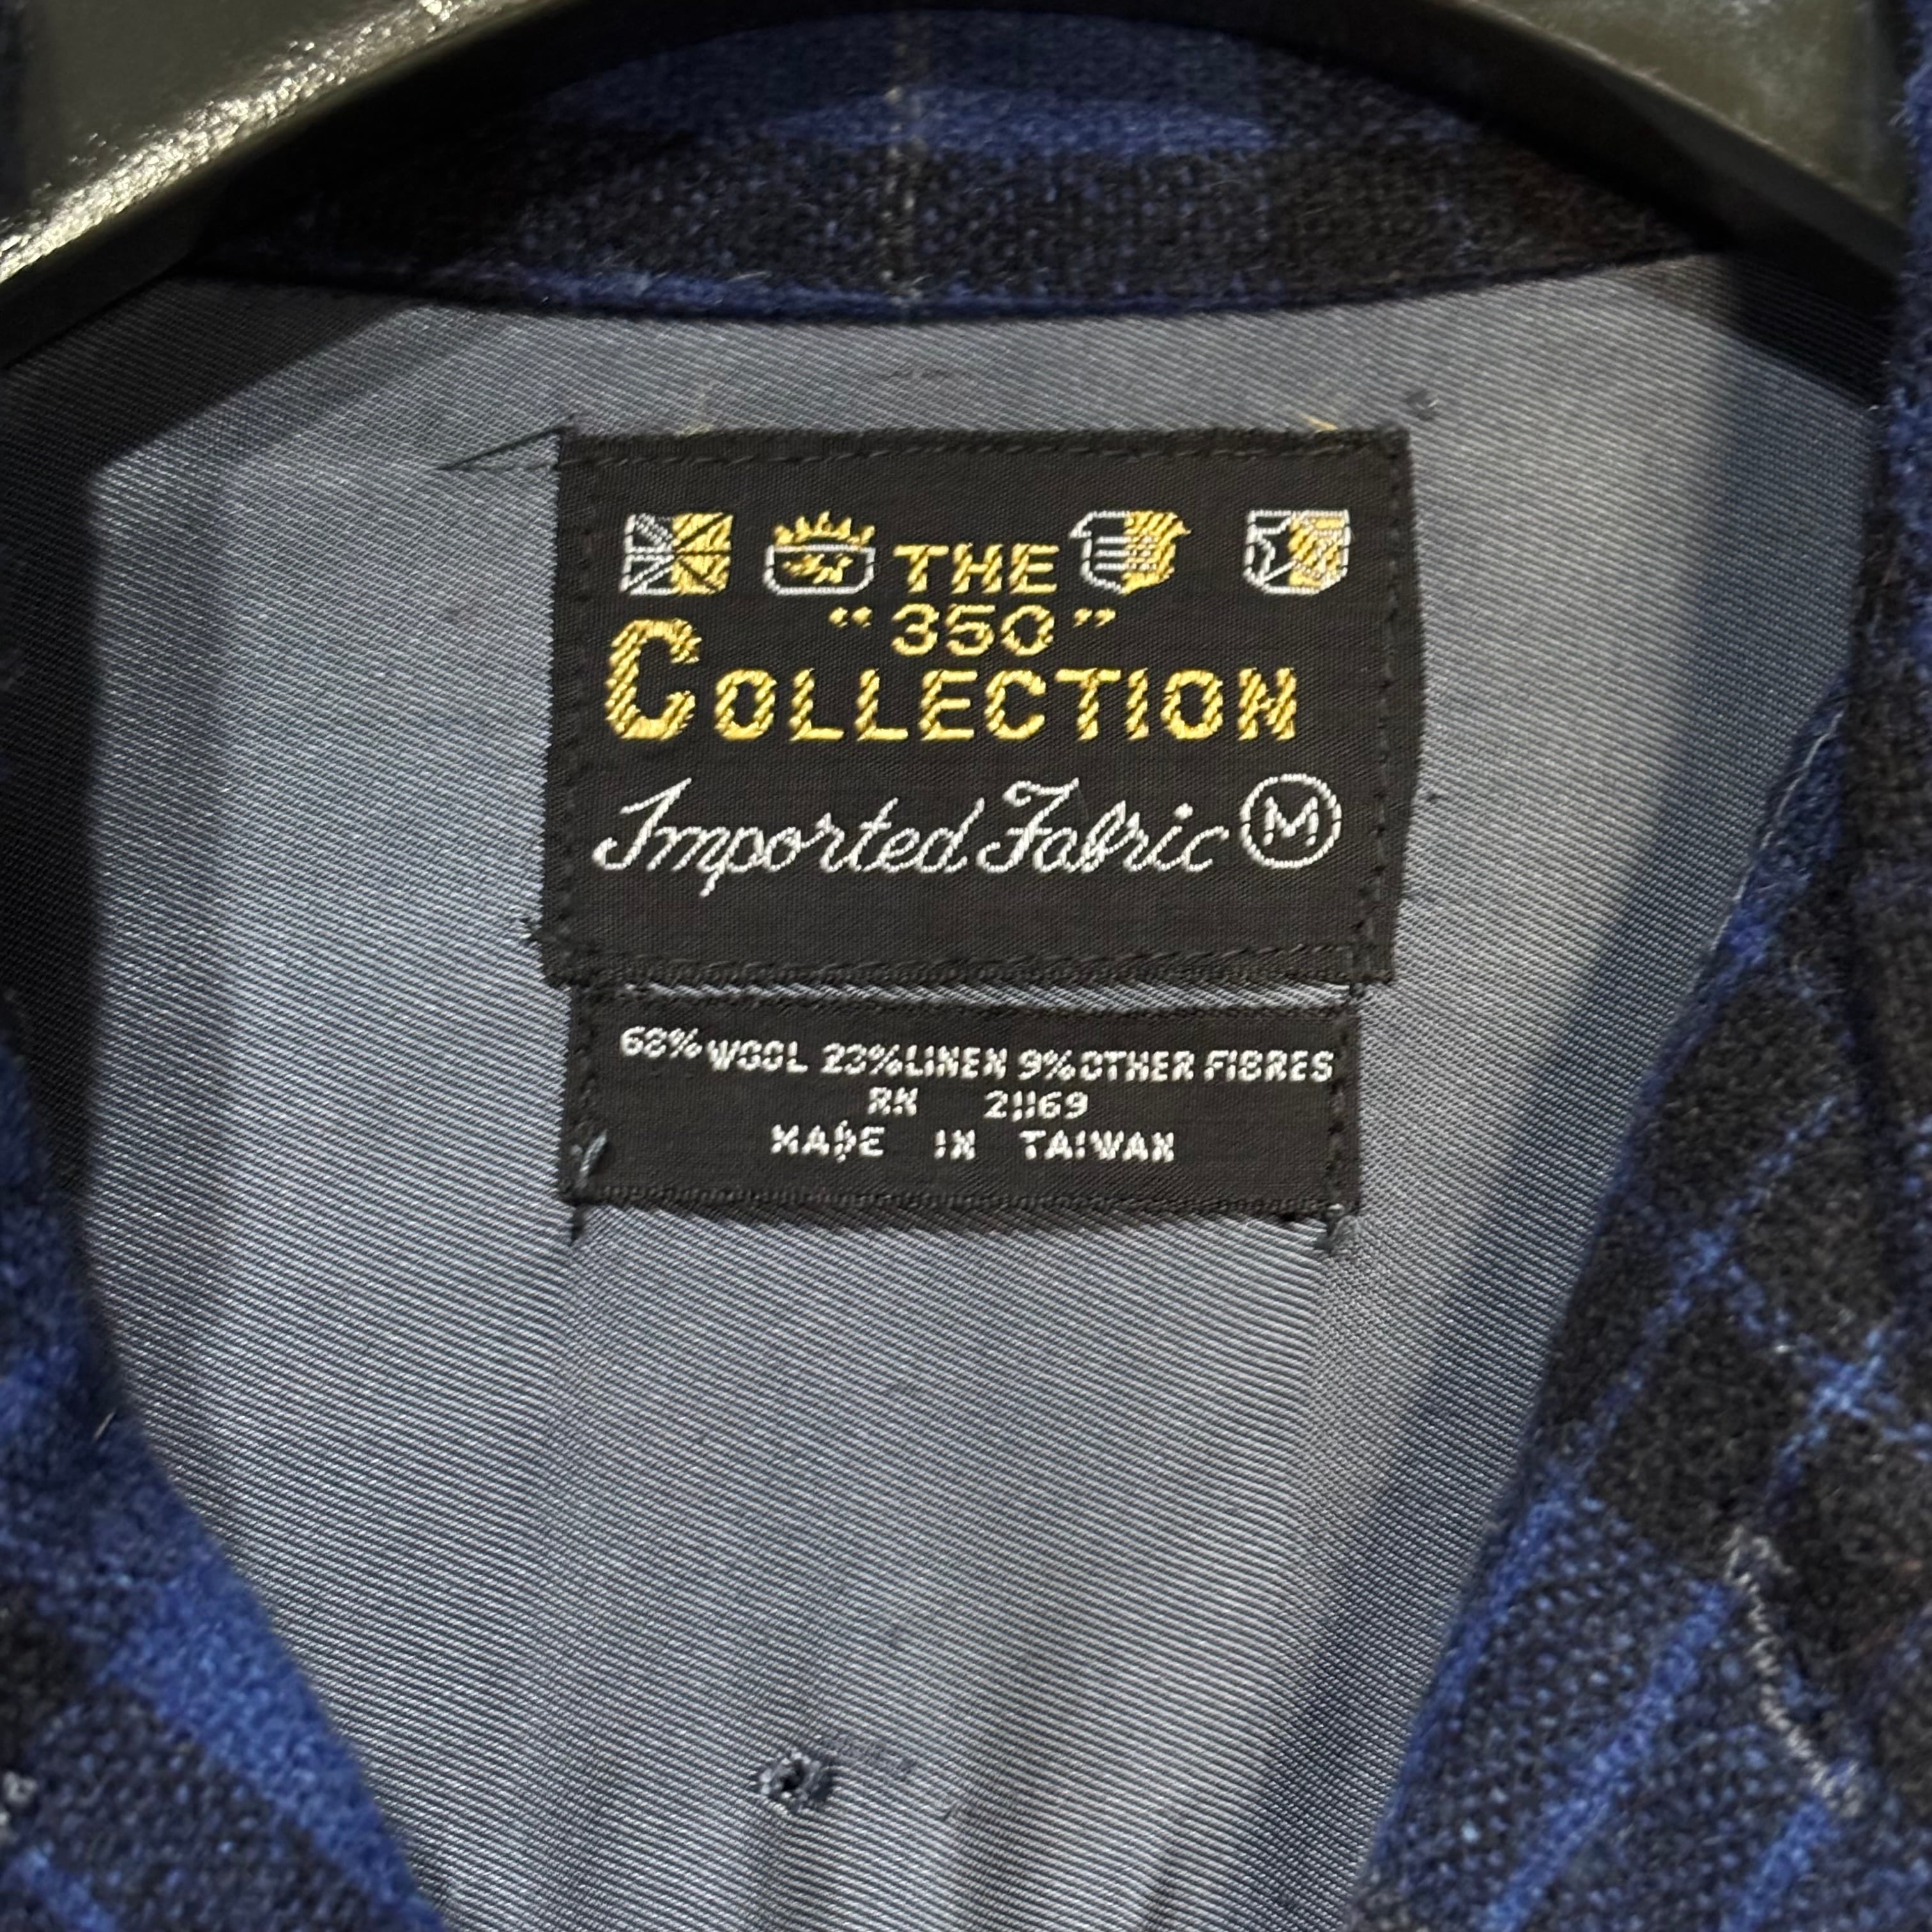 THE
"350"
COLLECTION
Imported Fabric M
68% WOOL 23% LINEN 9% OTHER FIBRES
RN 21169
MADE IN TAIWAN